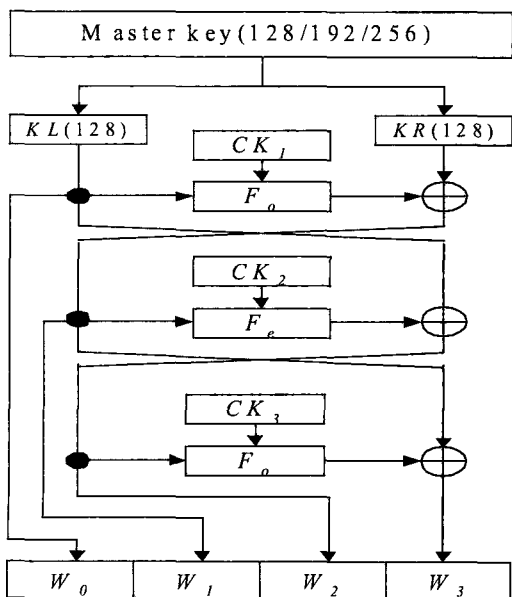 Master key(128/192/256)
KL(128)
KR(128)
CK₁
Fₒ
CK₂
Fₑ
CK₃
Fₒ
W₀ W₁ W₂ W₃